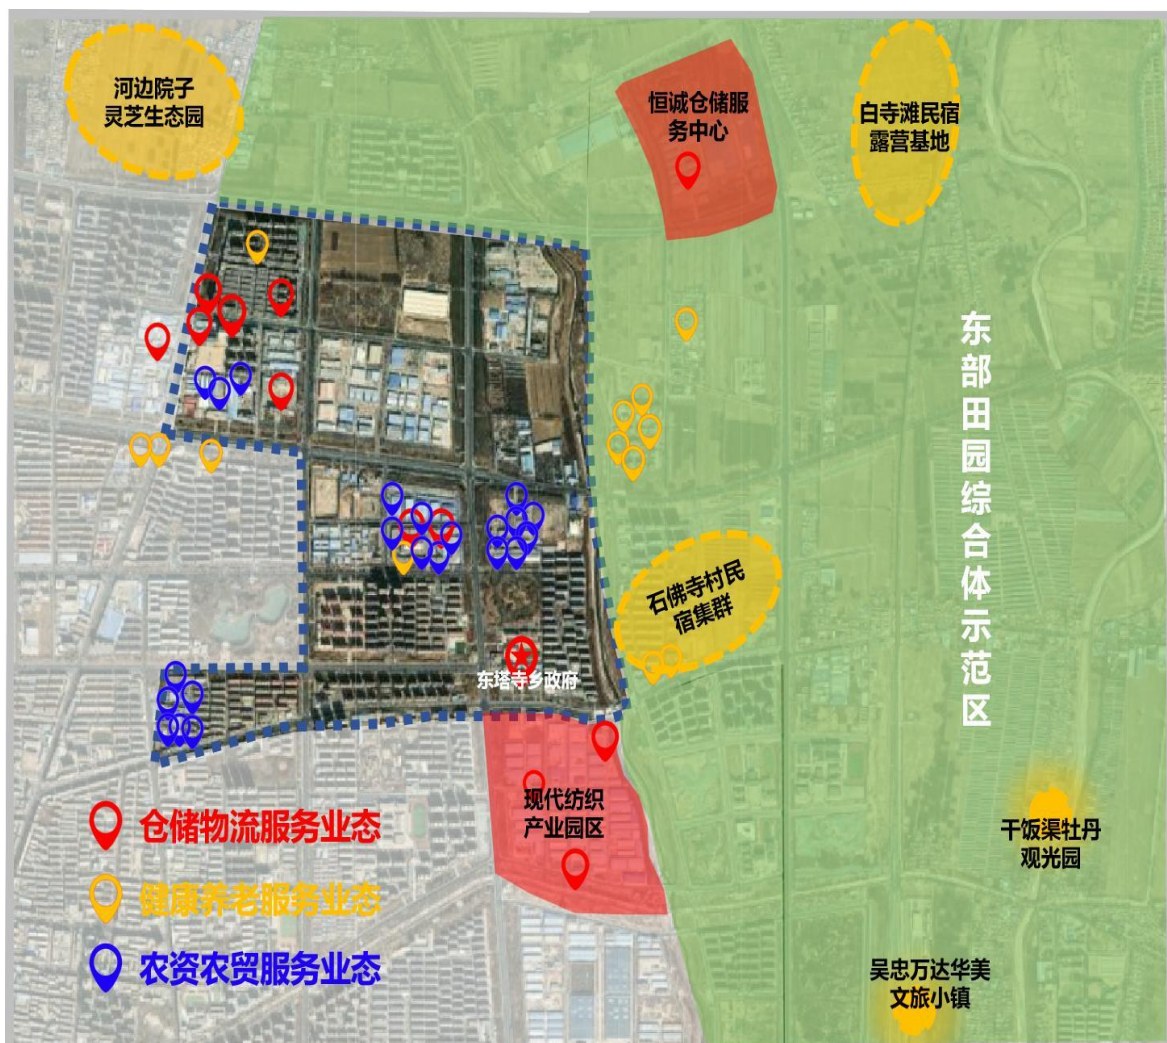 河边院子
灵芝生态园
恒诚仓储服
务中心
白寺滩民宿
露营基地
东部田园综合体示范区
石佛寺村民
宿集群
东塔寺乡政府
现代纺织
产业园区
仓储物流服务业态
健康养老服务业态
农资农贸服务业态
干饭渠牡丹
观光园
吴忠万达华美
文旅小镇